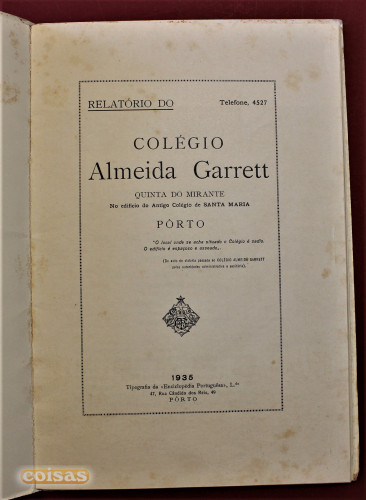 RELATÓRIO DO Telefone, 4527
COLÉGIO
Almeida Garrett
QUINTA DO MIRANTE
No edifício do Antigo Colégio de SANTA MARIA
PÔRTO
"O local onde se acha situado o Colégio é sadio.
O edifício é espaçoso e asseado...
1935
Tipografia da «Enciclopédia Portuguesa», L.da
47, Rua Cândido dos Reis, 49
PÔRTO
coisas